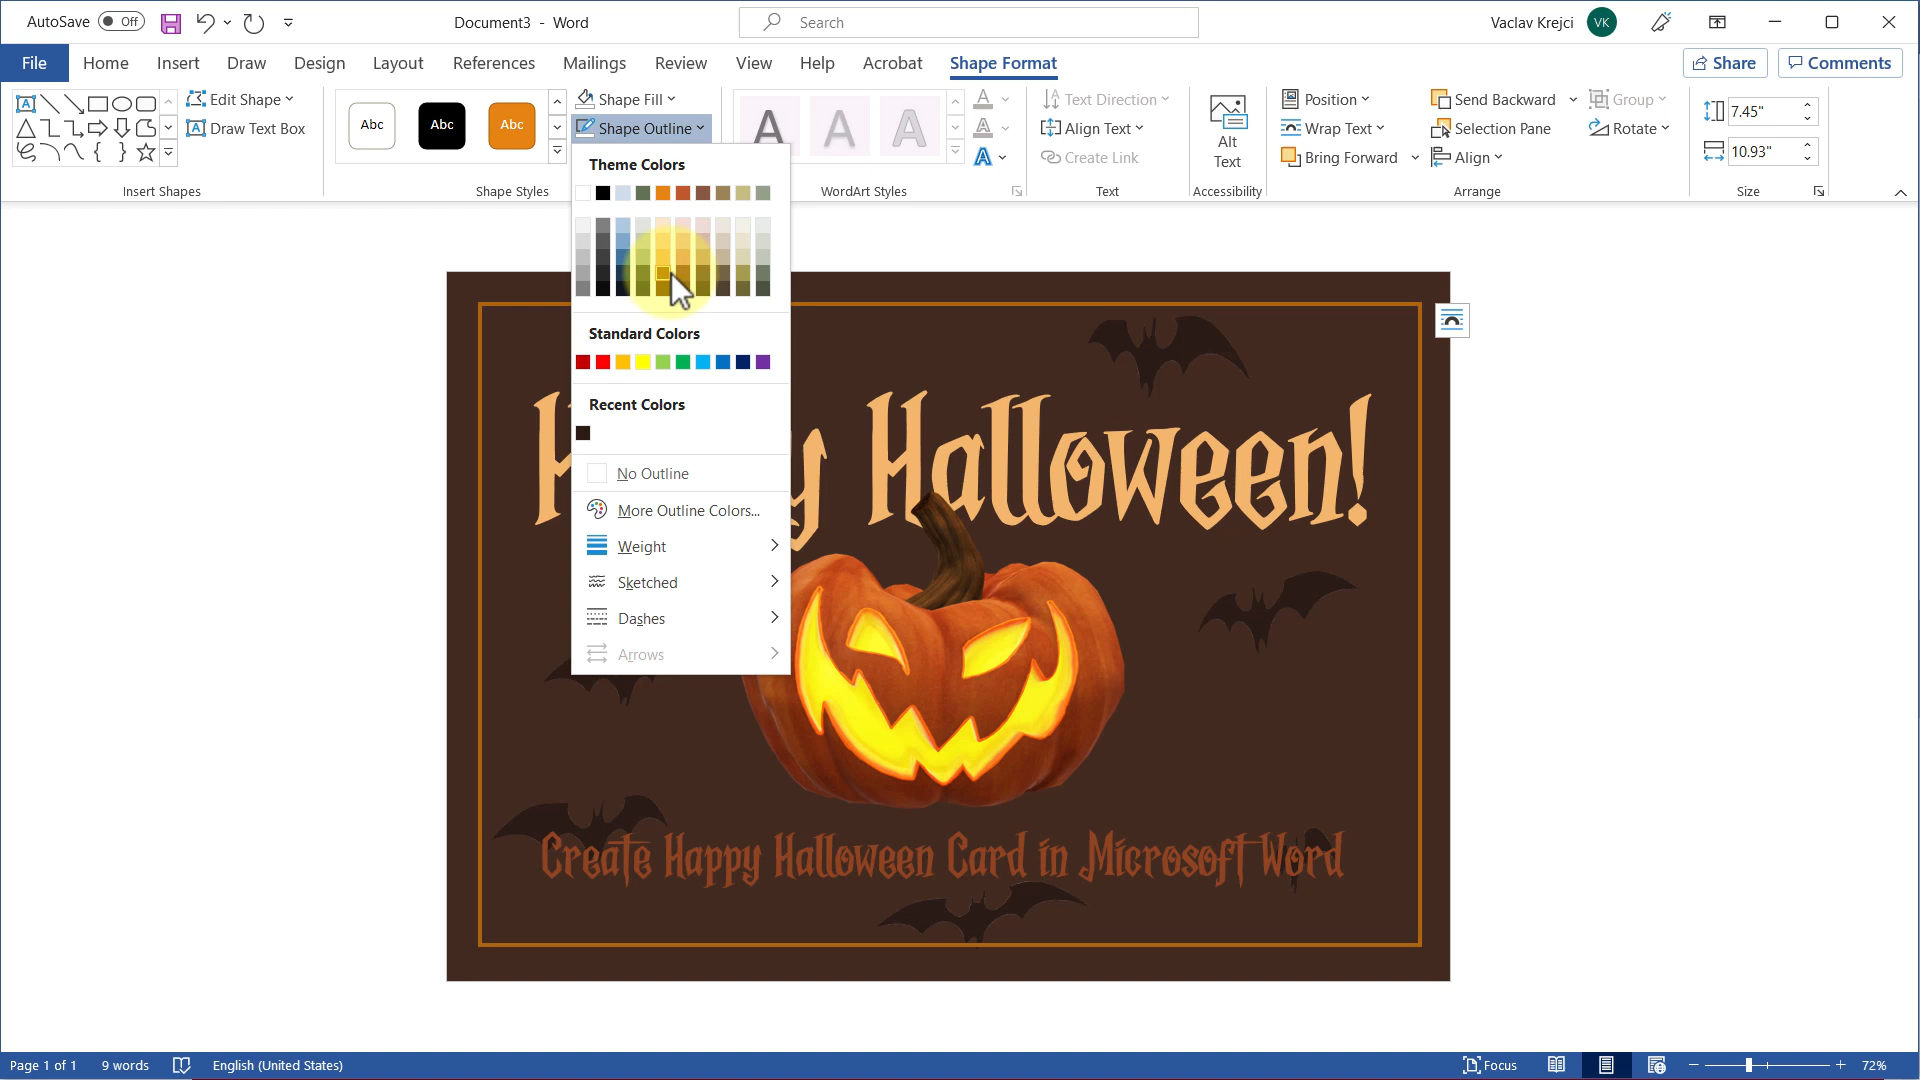 AutoSave Off Document3 - Word Search Vaclav Krejci VK
File Home Insert Draw Design Layout References Mailings Review View Help Acrobat Shape Format Share Comments
Edit Shape
Draw Text Box
Insert Shapes
Abc Abc Abc
Shape Fill
Shape Outline
Shape Styles
A A A
WordArt Styles
Text Direction
Align Text
Create Link
Text
Alt
Text
Accessibility
Position
Wrap Text
Bring Forward
Send Backward
Selection Pane
Align
Group
Rotate
Arrange
7.45"
10.93"
Size
Theme Colors
Standard Colors
Recent Colors
No Outline
More Outline Colors...
Weight
Sketched
Dashes
Arrows
H y Halloween!
Create Happy Halloween Card in Microsoft Word
Page 1 of 1 9 words English (United States) Focus 72%